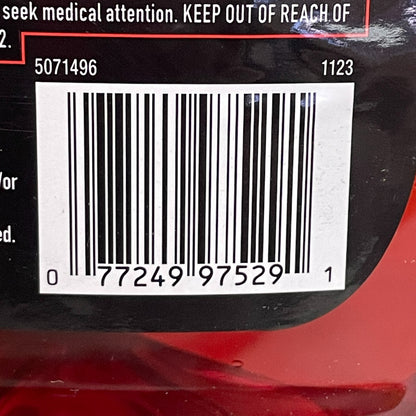 seek medical attention. KEEP OUT OF REACH OF
2.
5071496 1123
/or
ed.
0 77249 97529 1